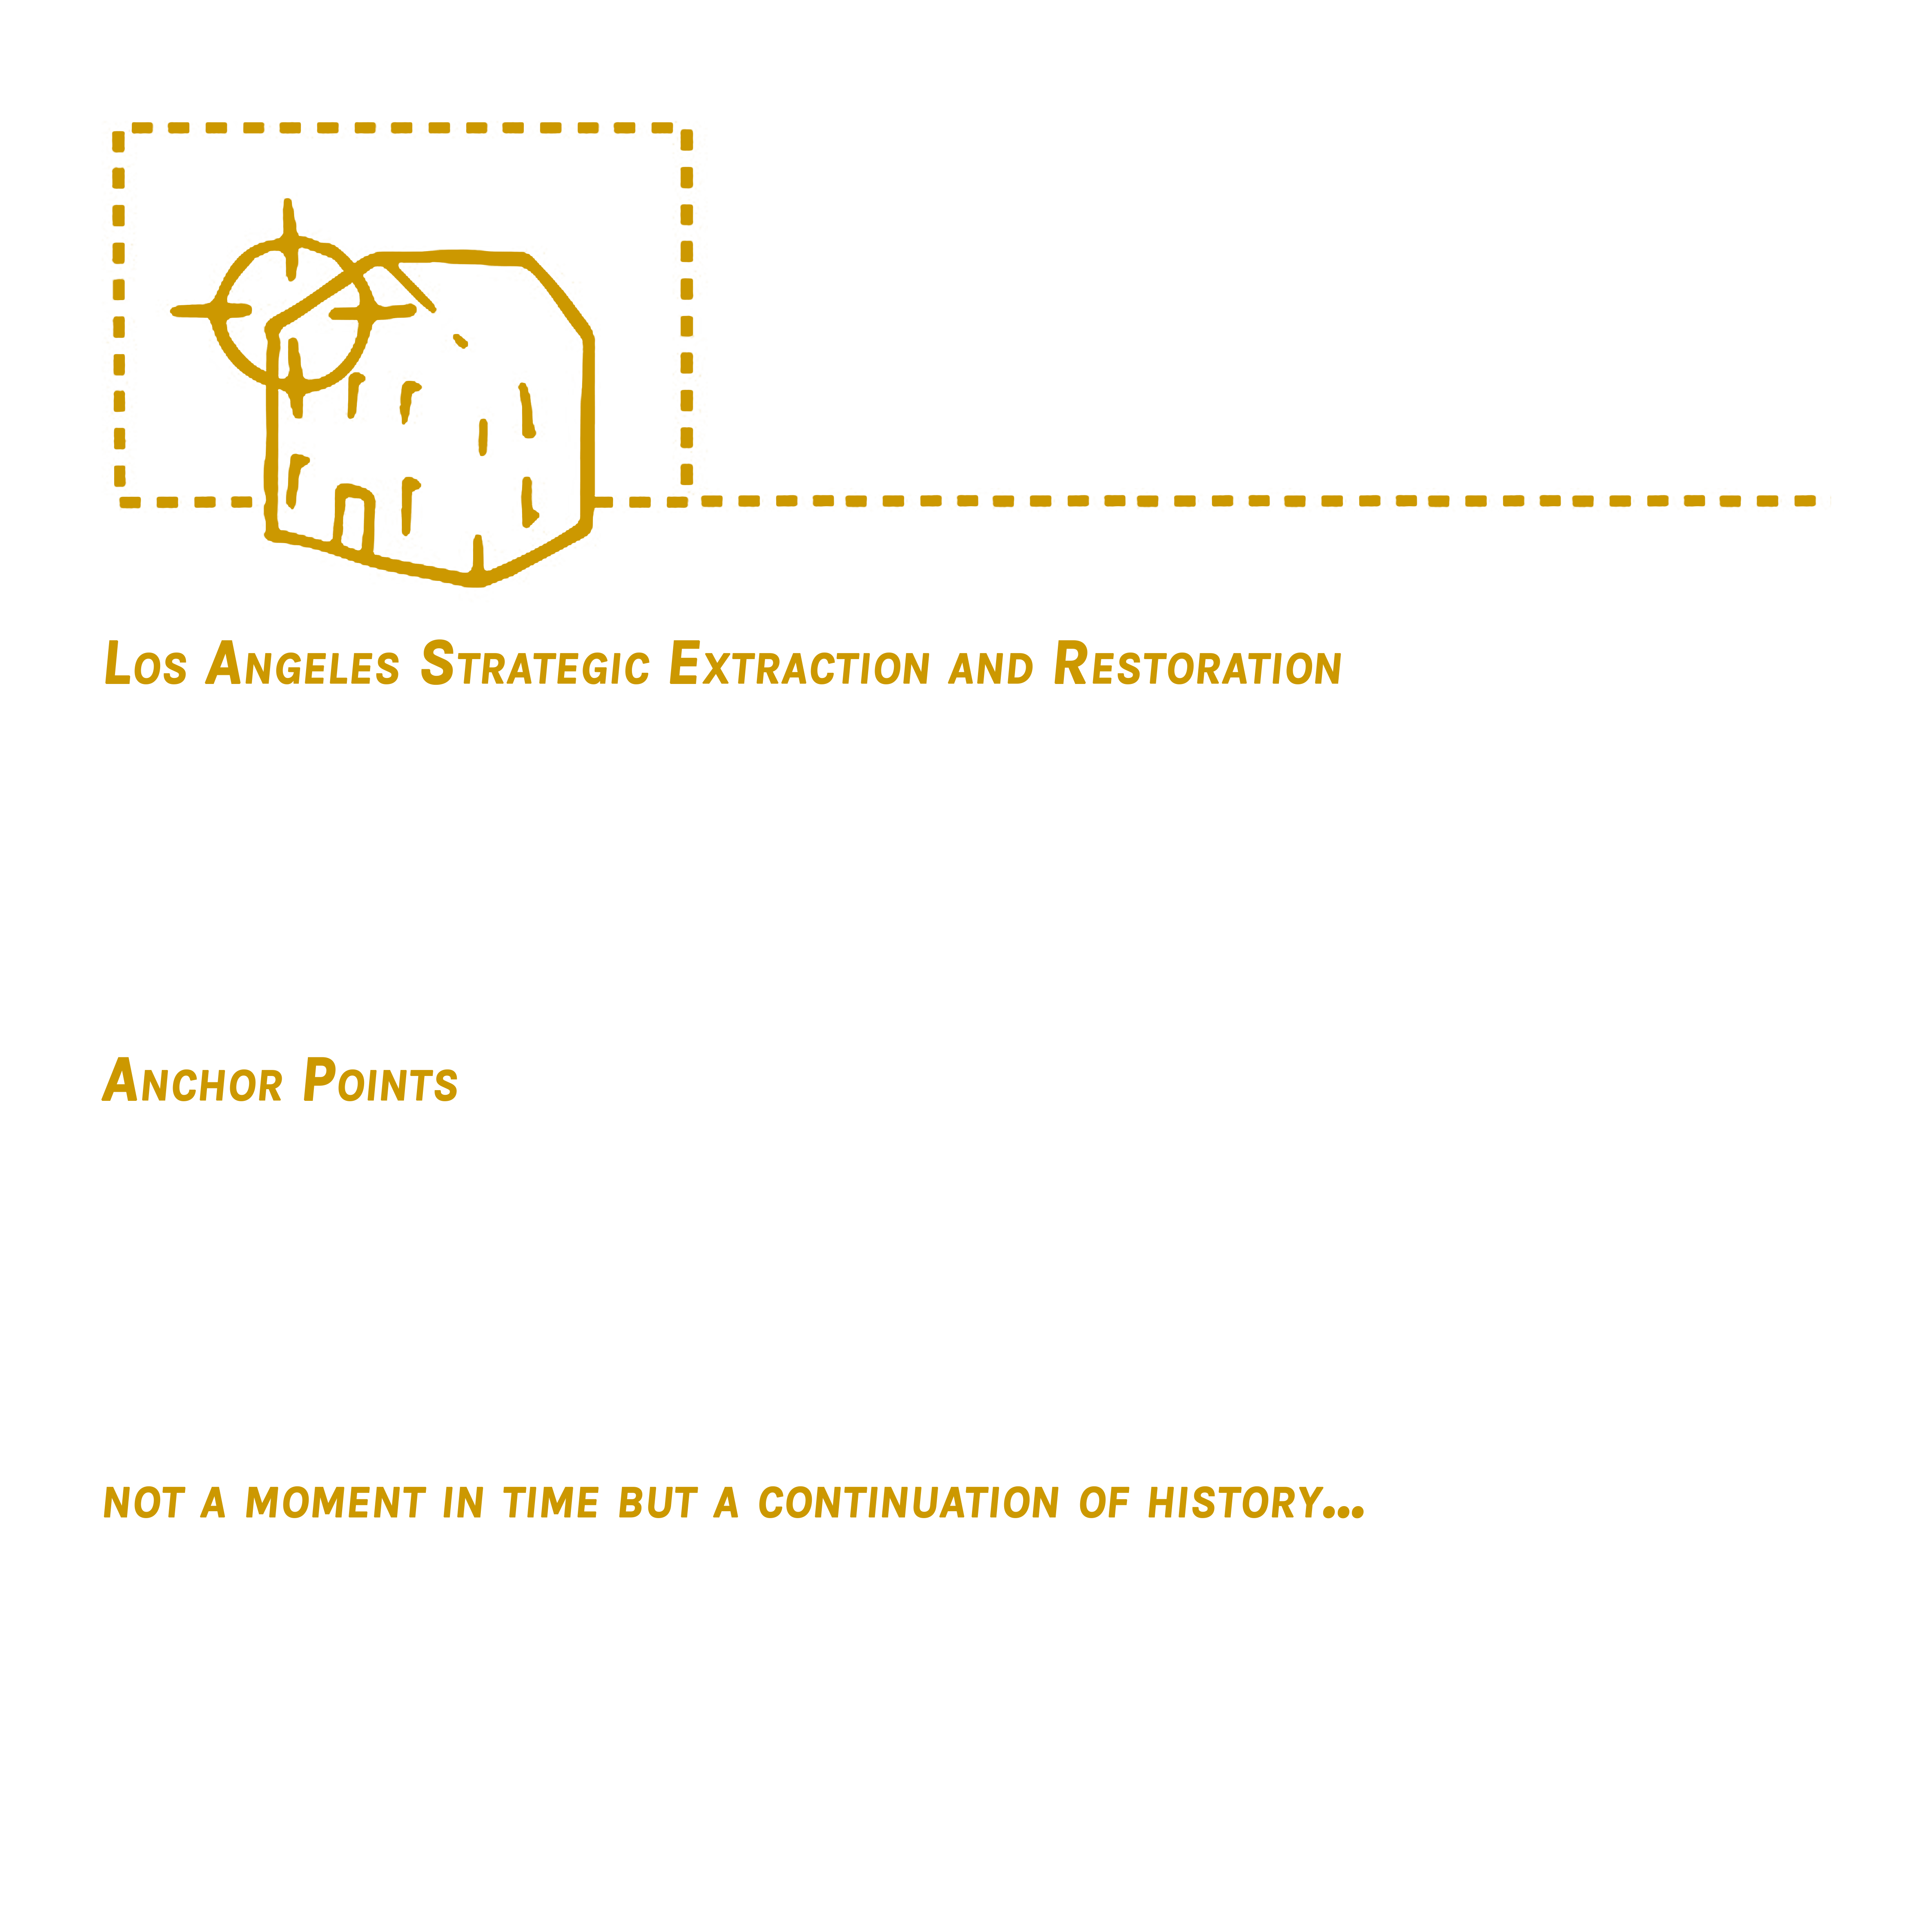 Los Angeles Strategic Extraction and Restoration
Anchor Points
not a moment in time but a continuation of history...